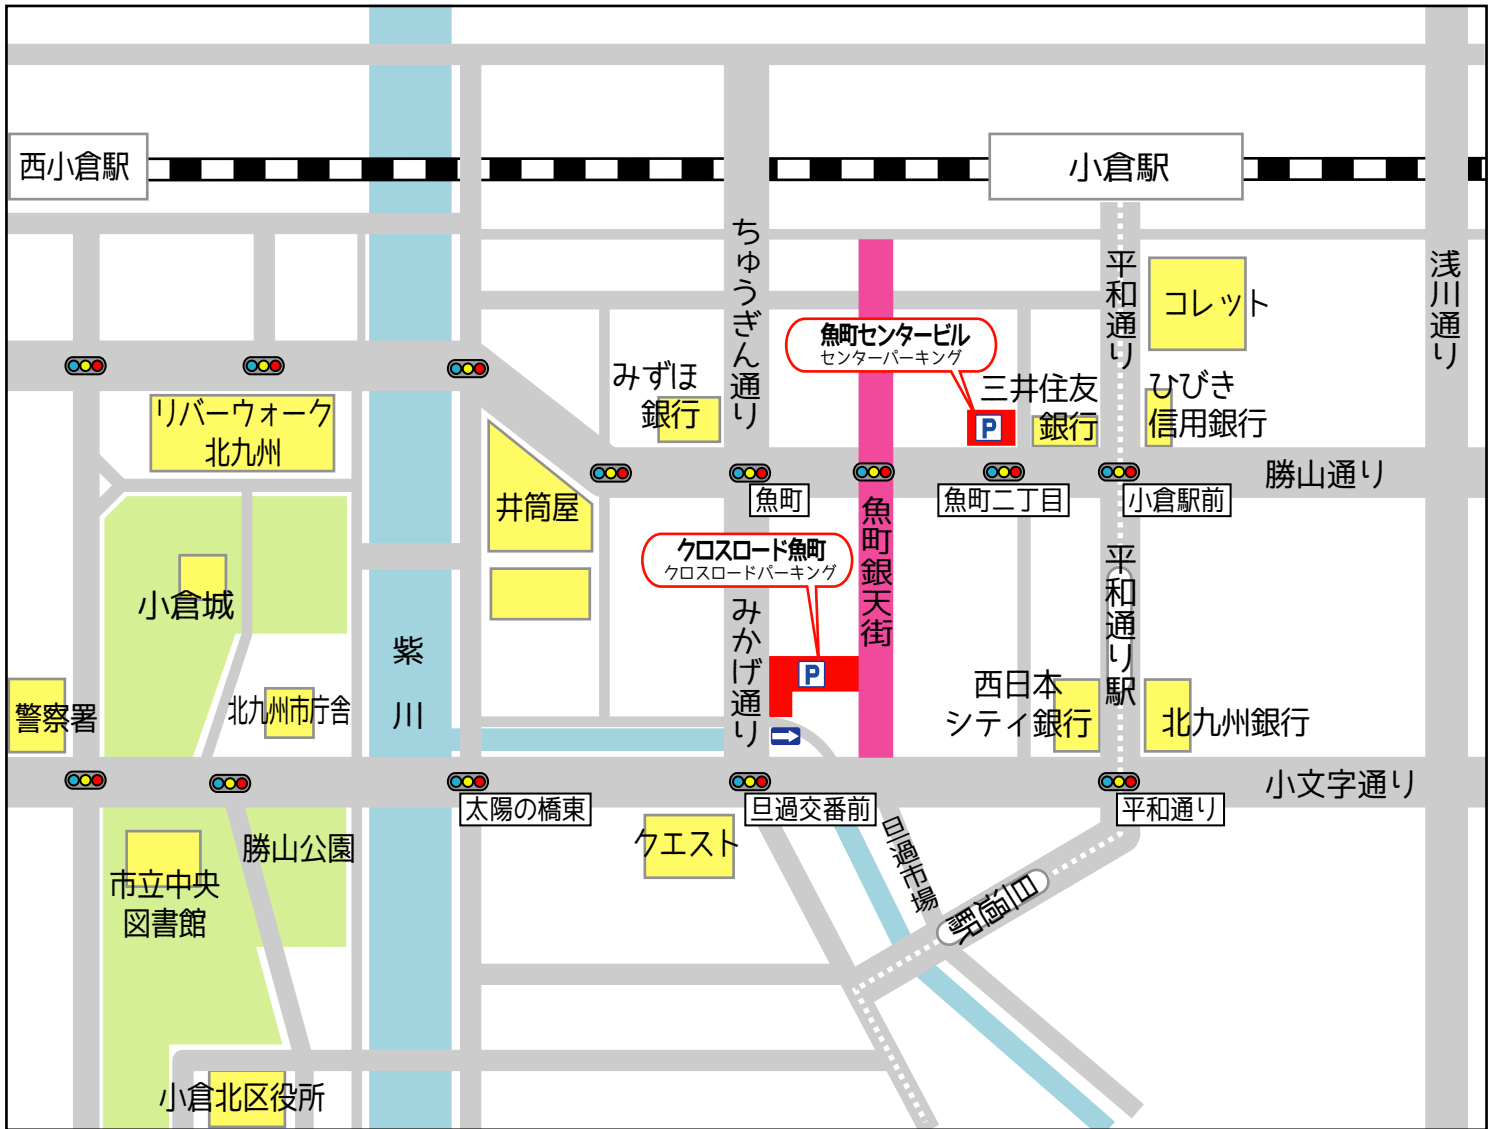 西小倉駅
小倉駅
ちゅうぎん通り
平和通り
浅川通り
コレット
魚町センタービル
センターパーキング
みずほ
銀行
三井住友
銀行
ひびき
信用銀行
リバーウォーク
北九州
勝山通り
井筒屋
魚町
魚町銀天街
魚町二丁目
小倉駅前
クロスロード魚町
クロスロードパーキング
平和通り駅
小倉城
みかげ通り
紫川
西日本
シティ銀行
北九州銀行
警察署
北九州市庁舎
P
P
小文字通り
太陽の橋東
旦過交番前
平和通り
クエスト
旦過市場
勝山公園
市立中央
図書館
旦過駅
小倉北区役所